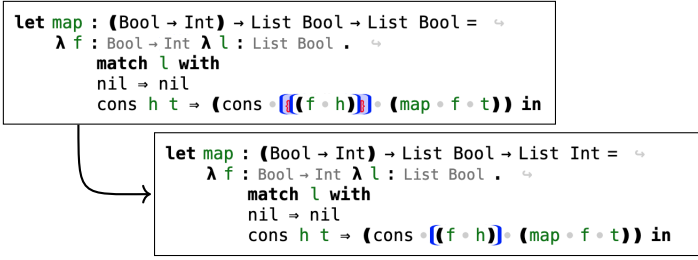 let map : (Bool → Int) → List Bool → List Bool = ↪
λ f : Bool → Int λ l : List Bool . ↪
match l with
nil ⇒ nil
cons h t ⇒ (cons • [{(f • h)}] • (map • f • t)) in
let map : (Bool → Int) → List Bool → List Int = ↪
λ f : Bool → Int λ l : List Bool . ↪
match l with
nil ⇒ nil
cons h t ⇒ (cons • [(f • h)] • (map • f • t)) in